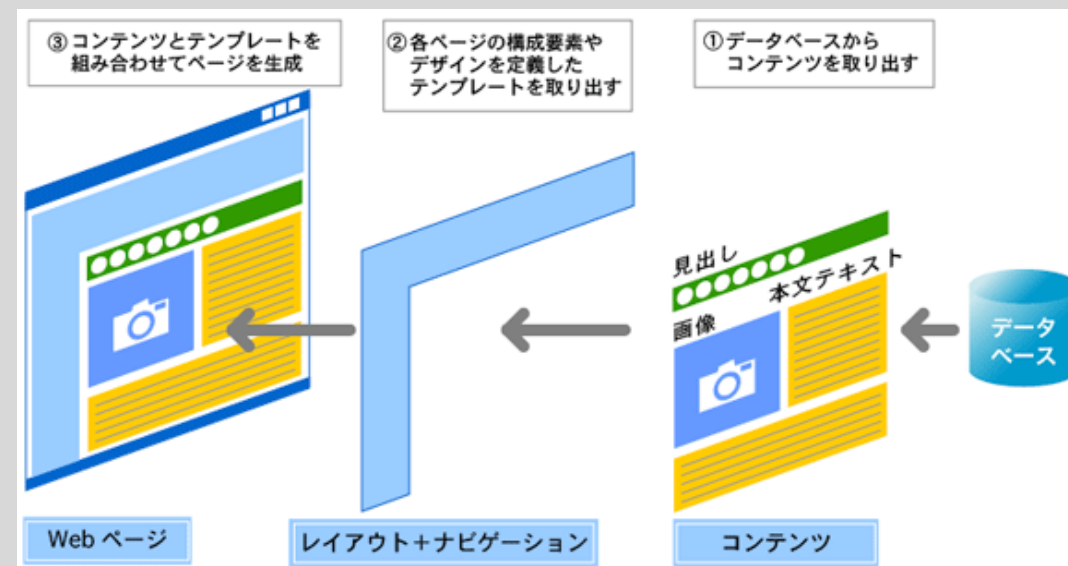 ③コンテンツとテンプレートを
組み合わせてページを生成
②各ページの構成要素や
デザインを定義した
テンプレートを取り出す
①データベースから
コンテンツを取り出す
見出し
本文テキスト
画像
データ
ベース
Web ページ
レイアウト+ナビゲーション
コンテンツ